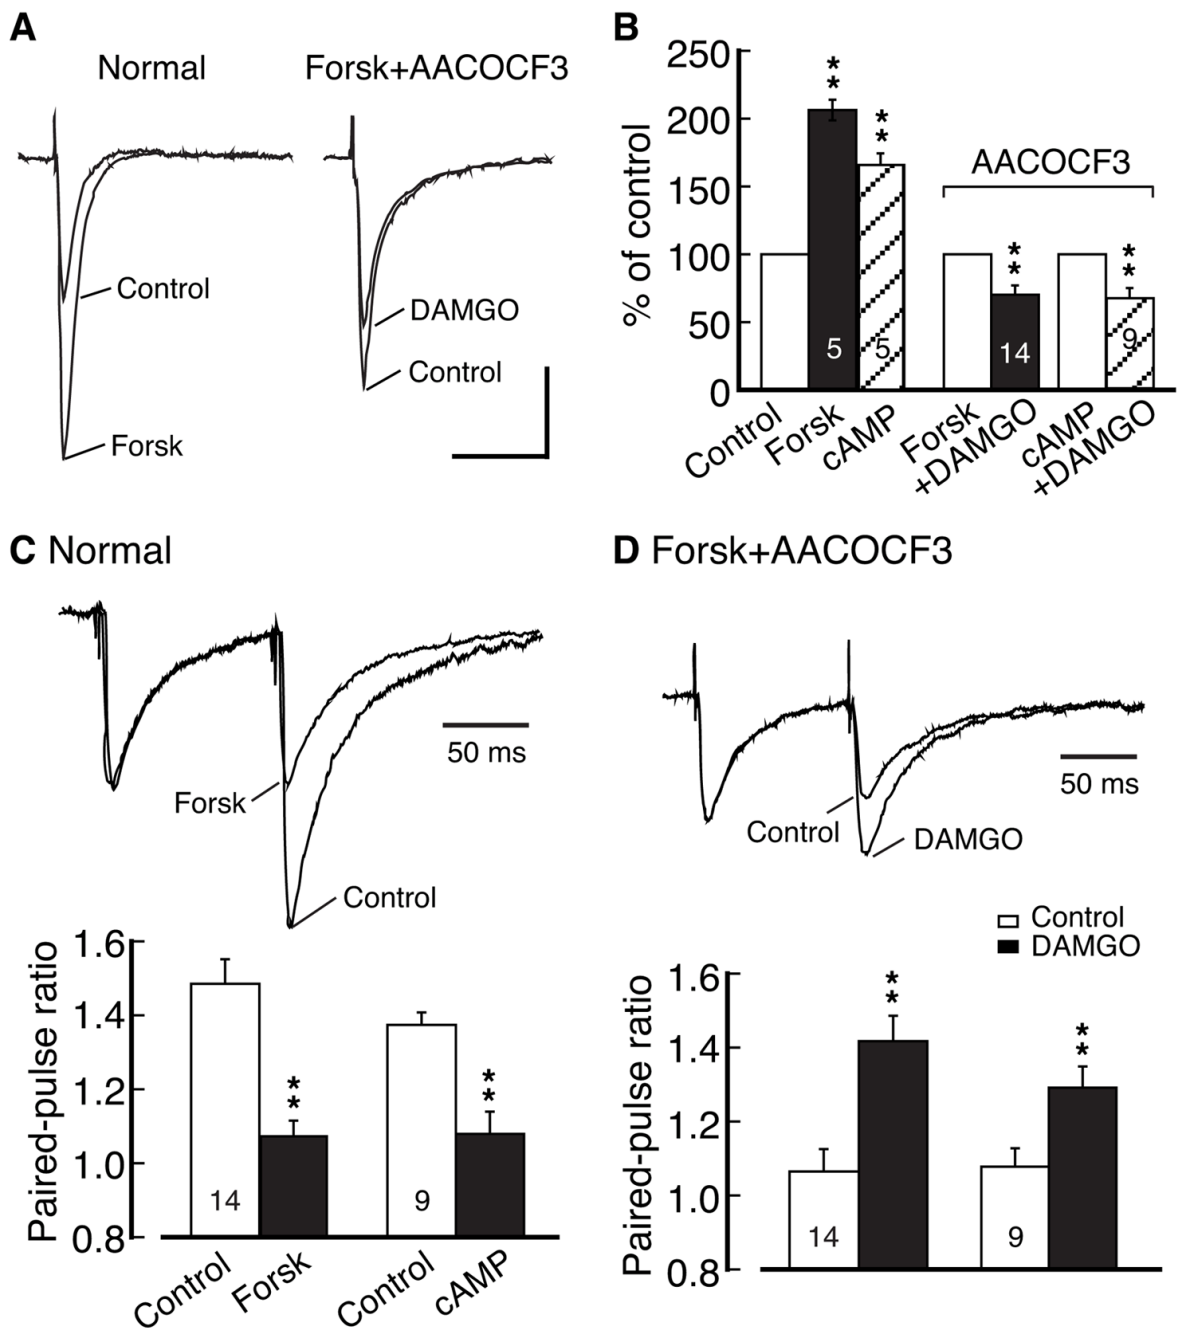 A
Normal
Forsk+AACOCF3
Control
Forsk
DAMGO
Control
B
% of control
250
200
150
100
50
0
**
**
AACOCF3
**
**
5
5
14
9
Control
Forsk
cAMP
Forsk
+DAMGO
cAMP
+DAMGO
C Normal
Forsk
Control
50 ms
Paired-pulse ratio
1.6
1.4
1.2
1.0
0.8
**
**
14
9
Control
Forsk
Control
cAMP
D Forsk+AACOCF3
Control
DAMGO
50 ms
Control
DAMGO
Paired-pulse ratio
1.6
1.4
1.2
1.0
0.8
**
**
14
9